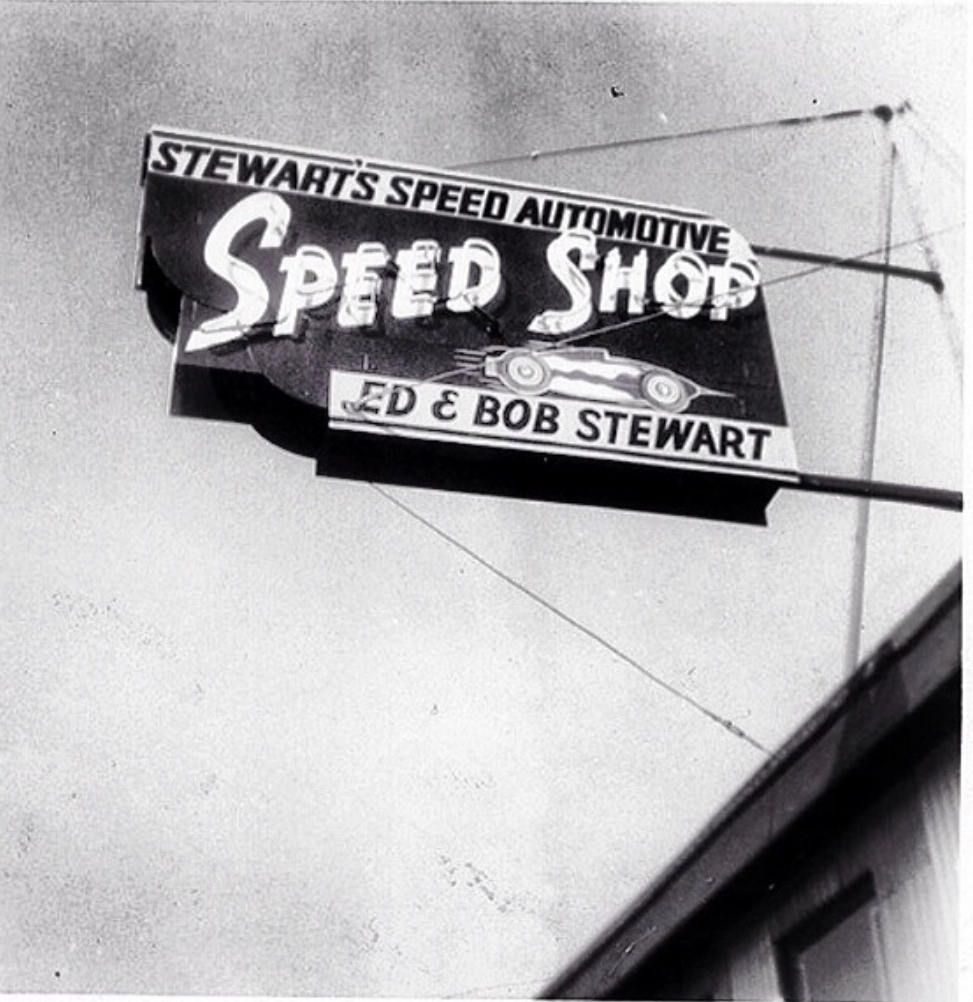 STEWART'S SPEED AUTOMOTIVE
SPEED SHOP
ED & BOB STEWART